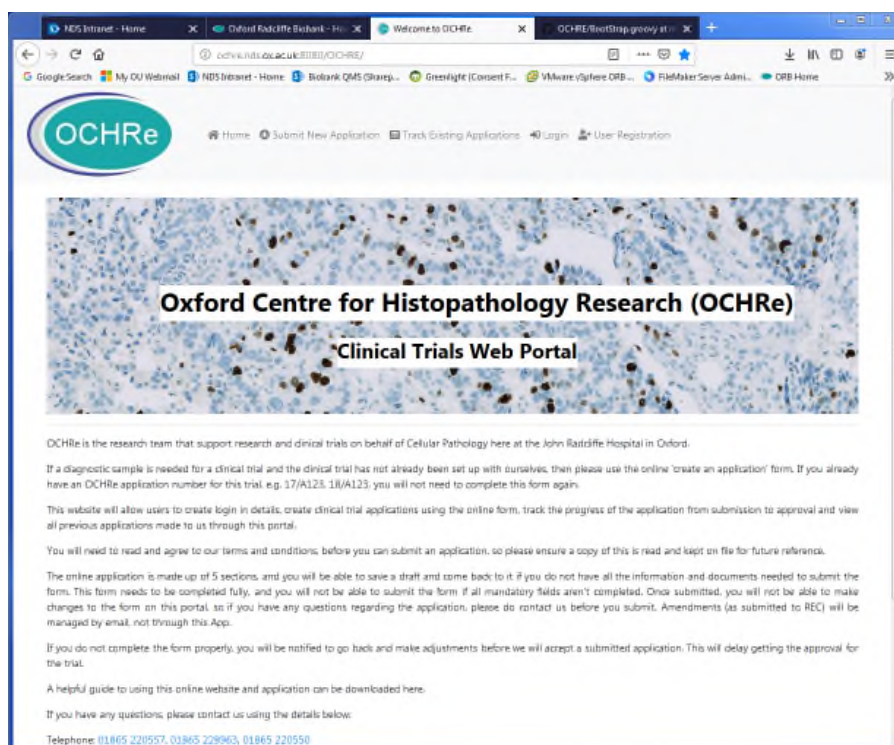 NDS Intranet - Home
Oxford Radcliffe Biobank - Ho
Welcome to OCHRe
OCHRE/BootStrap.groovy at m
ochre.nds.ox.ac.uk:8080/OCHRE/
Google Search My OU Webmail NDS Intranet - Home Biobank QMS (Sharep... Greenlight (Consent F... VMware vSphere ORB... FileMaker Server Admi... ORB Home
OCHRe
Home Submit New Application Track Existing Applications Login User Registration
Oxford Centre for Histopathology Research (OCHRe)
Clinical Trials Web Portal
OCHRe is the research team that support research and clinical trials on behalf of Cellular Pathology here at the John Radcliffe Hospital in Oxford.
If a diagnostic sample is needed for a clinical trial and the clinical trial has not already been set up with ourselves, then please use the online 'create an application' form. If you already
have an OCHRe application number for this trial, e.g. 17/A123, 18/A123, you will not need to complete this form again.
This website will allow users to create login in details, create clinical trial applications using the online form, track the progress of the application from submission to approval and view
all previous applications made to us through this portal.
You will need to read and agree to our terms and conditions, before you can submit an application, so please ensure a copy of this is read and kept on file for future reference.
The online application is made up of 5 sections, and you will be able to save a draft and come back to it if you do not have all the information and documents needed to submit the
form. This form needs to be completed fully, and you will not be able to submit the form if all mandatory fields aren't completed. Once submitted, you will not be able to make
changes to the form on this portal, so if you have any questions regarding the application, please do contact us before you submit. Amendments (as submitted to REC) will be
managed by email, not through this App.
If you do not complete the form properly, you will be notified to go back and make adjustments before we will accept a submitted application. This will delay getting the approval for
the trial.
A helpful guide to using this online website and application can be downloaded here.
If you have any questions, please contact us using the details below:
Telephone: 01865 220557, 01865 229963, 01865 220550